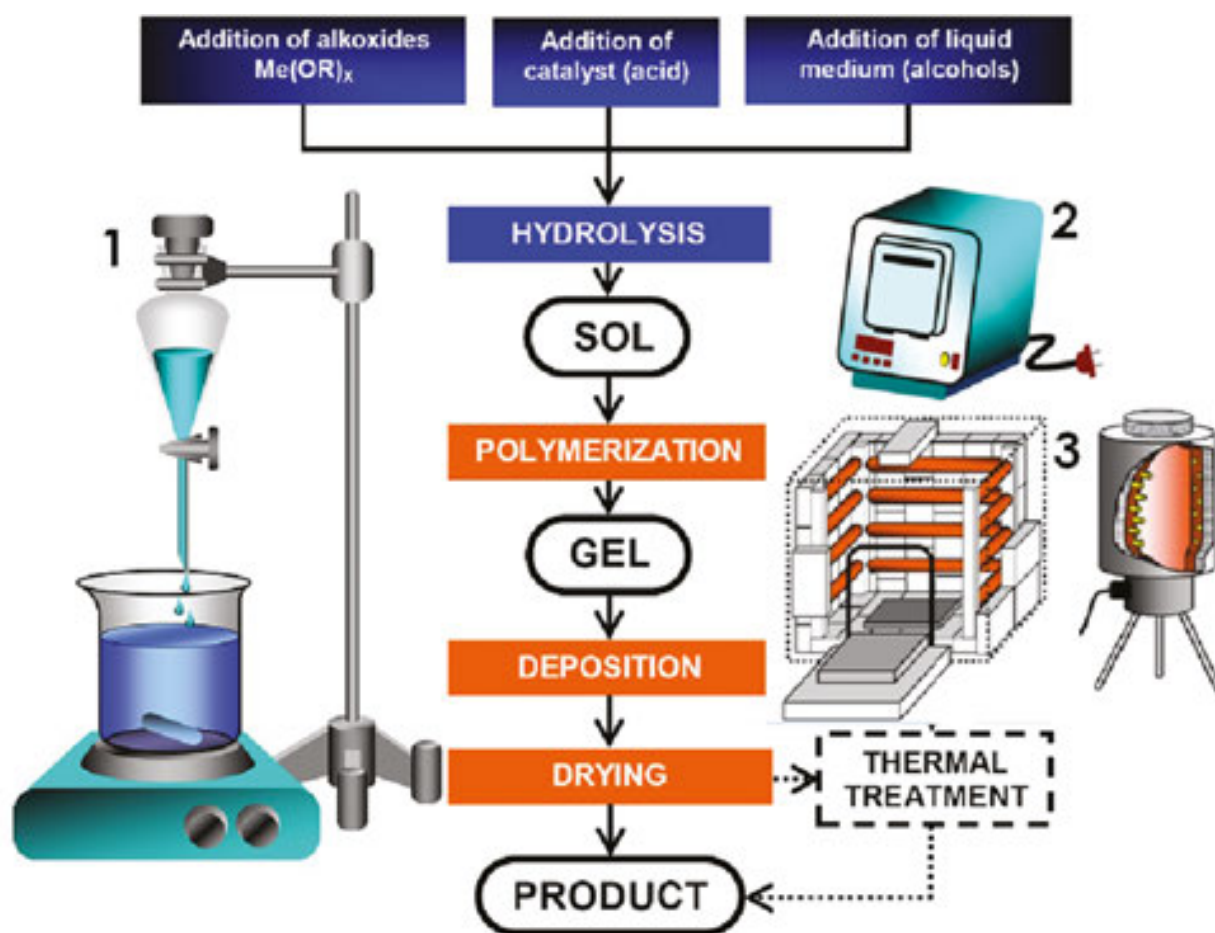 Addition of alkoxides
Me(OR)x
Addition of
catalyst (acid)
Addition of liquid
medium (alcohols)
1
HYDROLYSIS
2
SOL
POLYMERIZATION
3
GEL
DEPOSITION
DRYING
THERMAL
TREATMENT
PRODUCT